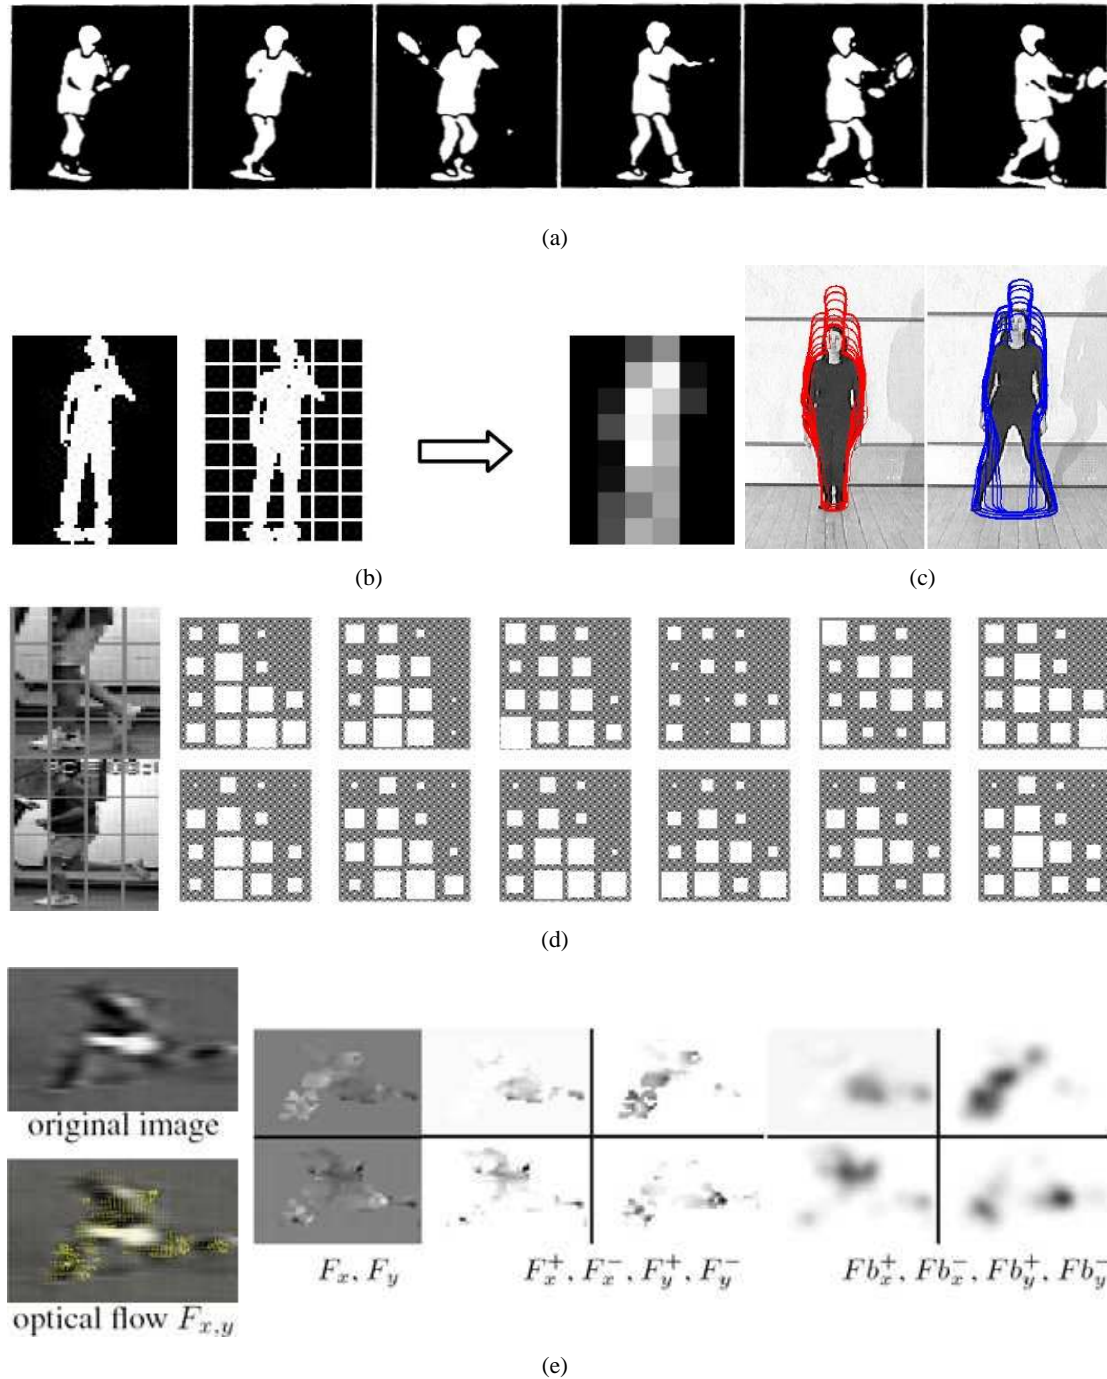 (a)
(b)
(c)
(d)
original image
optical flow $F_{x,y}$
$F_x, F_y$
$F_x^+, F_x^-, F_y^+, F_y^-$
$Fb_x^+, Fb_x^-, Fb_y^+, Fb_y^-$
(e)